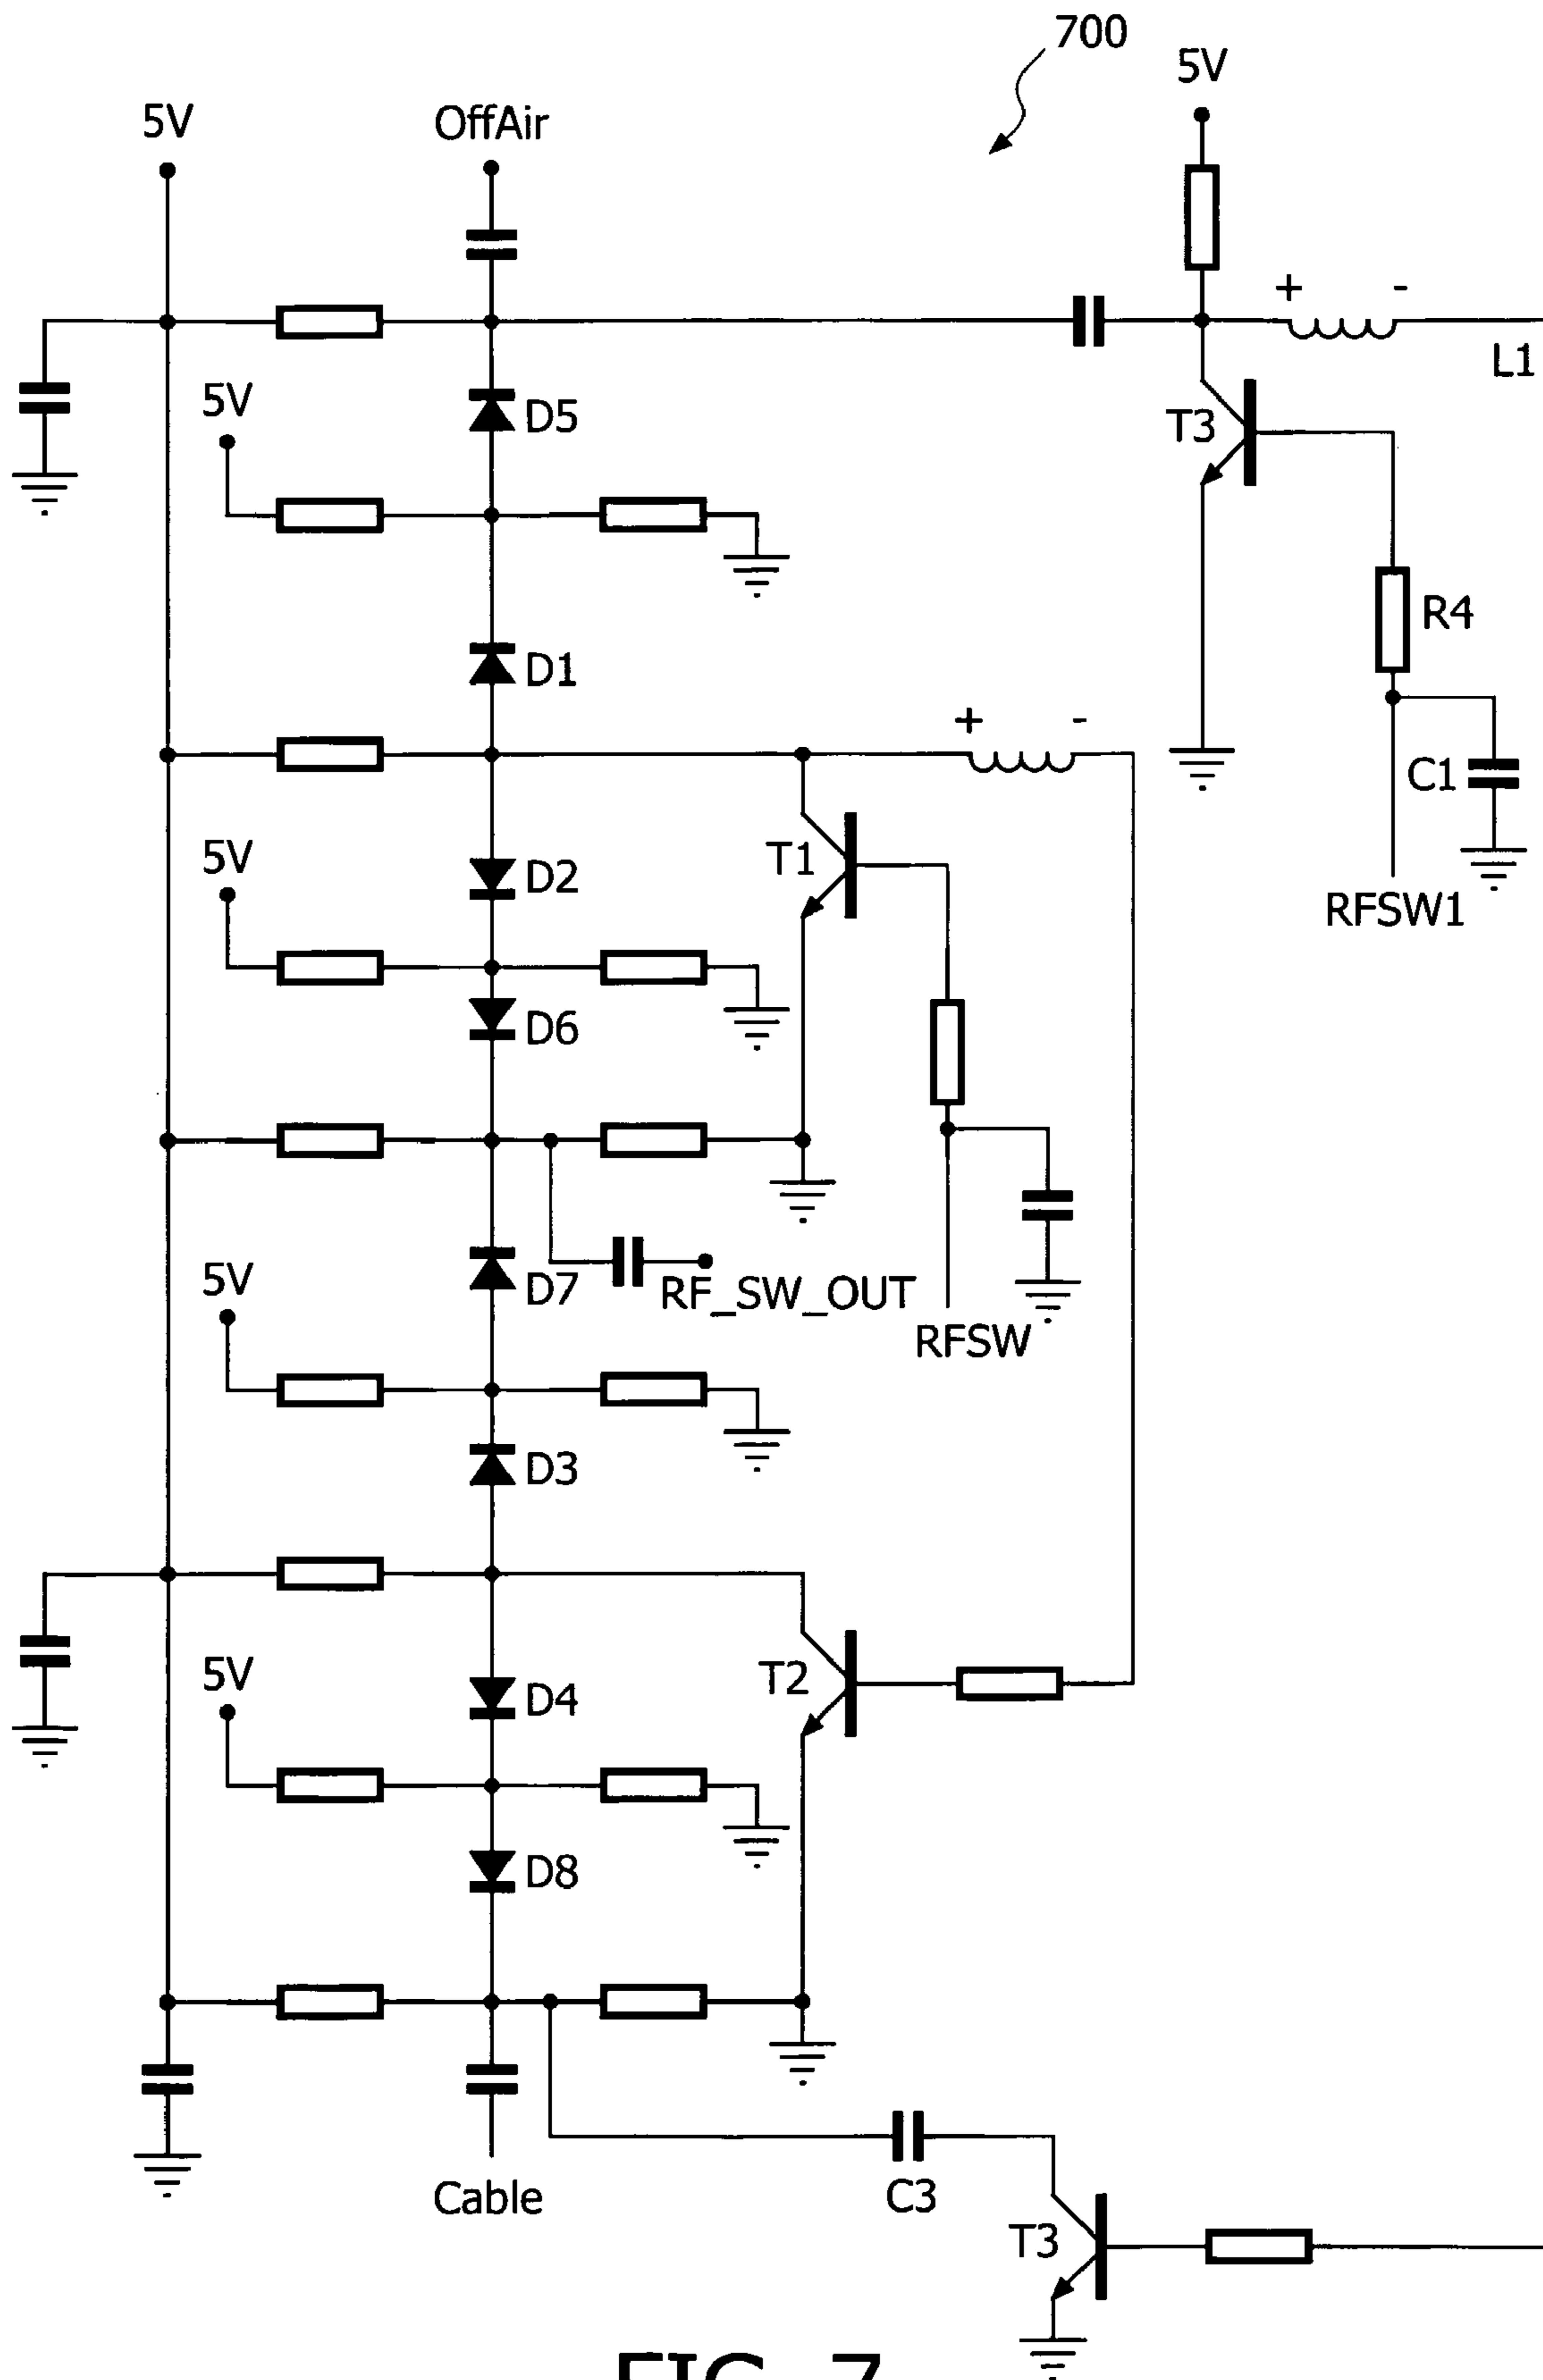 700
5V
5V
OffAir
+ -
L1
5V
D5
T3
R4
D1
+ -
C1
5V
D2
T1
RFSW1
D6
5V
D7
RF_SW_OUT
RFSW
D3
5V
D4
T2
D8
Cable
C3
T3
FIG. 7